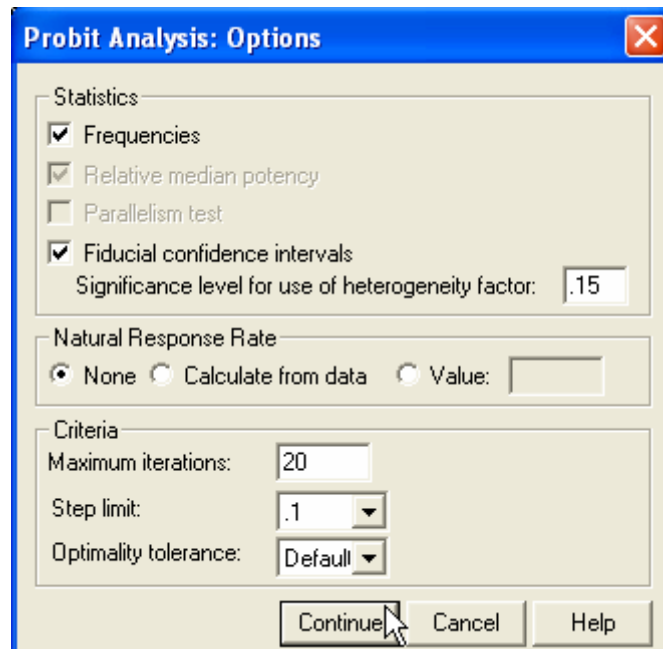 Probit Analysis: Options
Statistics
Frequencies
Relative median potency
Parallelism test
Fiducial confidence intervals
Significance level for use of heterogeneity factor: .15
Natural Response Rate
None Calculate from data Value:
Criteria
Maximum iterations: 20
Step limit: .1
Optimality tolerance: Default
Continue Cancel Help